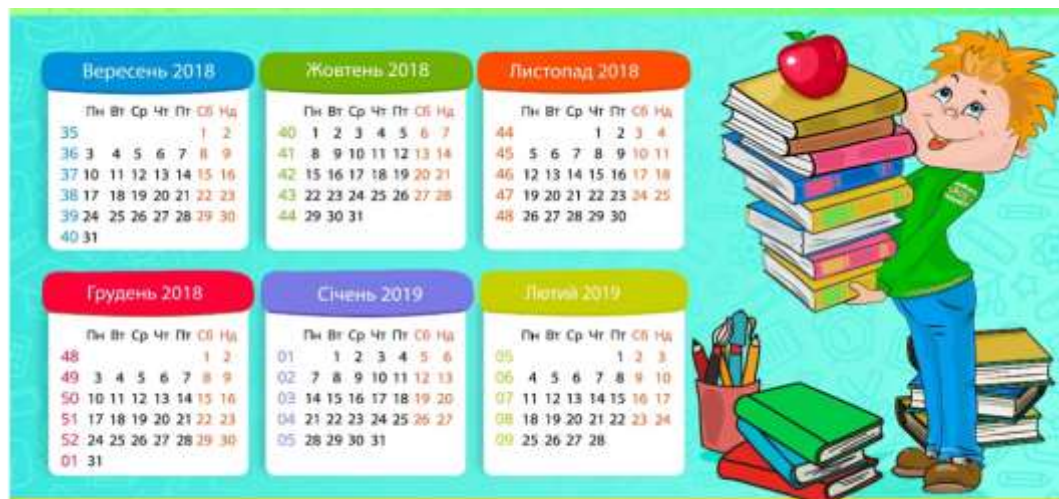 Вересень 2018
Пн Вт Ср Чт Пт Сб Нд
35 1 2
36 3 4 5 6 7 8 9
37 10 11 12 13 14 15 16
38 17 18 19 20 21 22 23
39 24 25 26 27 28 29 30
40 31
Жовтень 2018
Пн Вт Ср Чт Пт Сб Нд
40 1 2 3 4 5 6 7
41 8 9 10 11 12 13 14
42 15 16 17 18 19 20 21
43 22 23 24 25 26 27 28
44 29 30 31
Листопад 2018
Пн Вт Ср Чт Пт Сб Нд
44 1 2 3 4
45 5 6 7 8 9 10 11
46 12 13 14 15 16 17 18
47 19 20 21 22 23 24 25
48 26 27 28 29 30
Грудень 2018
Пн Вт Ср Чт Пт Сб Нд
48 1 2
49 3 4 5 6 7 8 9
50 10 11 12 13 14 15 16
51 17 18 19 20 21 22 23
52 24 25 26 27 28 29 30
01 31
Січень 2019
Пн Вт Ср Чт Пт Сб Нд
01 1 2 3 4 5 6
02 7 8 9 10 11 12 13
03 14 15 16 17 18 19 20
04 21 22 23 24 25 26 27
05 28 29 30 31
Лютий 2019
Пн Вт Ср Чт Пт Сб Нд
05 1 2 3
06 4 5 6 7 8 9 10
07 11 12 13 14 15 16 17
08 18 19 20 21 22 23 24
09 25 26 27 28